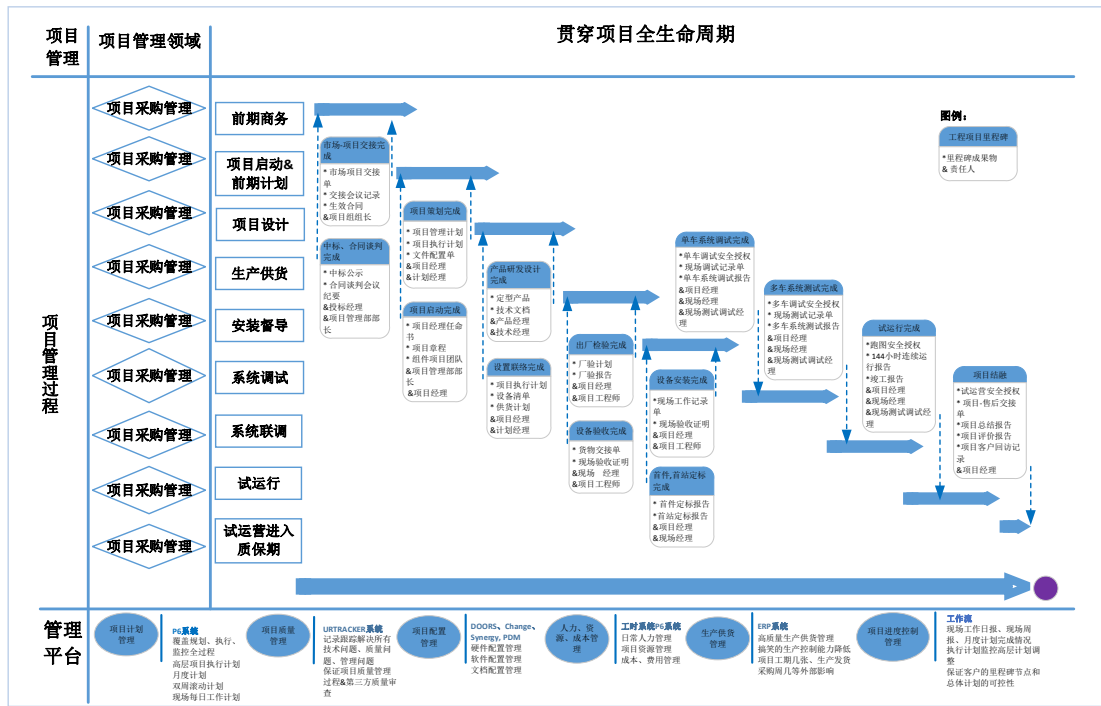 项目
管理
项目管理领域
贯穿项目全生命周期
项目管理过程
项目采购管理
项目采购管理
项目采购管理
项目采购管理
项目采购管理
项目采购管理
项目采购管理
项目采购管理
项目采购管理
前期商务
项目启动&
前期计划
项目设计
生产供货
安装督导
系统调试
系统联调
试运行
试运营进入
质保期
市场-项目交接完
成
* 市场项目交接
单
* 交接会议记录
* 生效合同
&项目组组长
中标、合同谈判
完成
* 中标公示
* 合同谈判会议
纪要
&投标经理
&项目管理部部
长
项目策划完成
* 项目管理计划
* 项目执行计划
* 文件配置单
&项目经理
&计划经理
项目启动完成
* 项目经理任命
书
* 项目章程
* 组件项目团队
&项目管理部部长
&项目经理
产品研发设计
完成
* 定型产品
* 技术文档
&产品经理
&技术经理
设置联络完成
* 项目执行计划
* 设备清单
* 供货计划
&项目经理
&计划经理
出厂检验完成
* 厂验计划
* 厂验报告
&项目经理
&项目工程师
设备验收完成
* 货物交接单
* 现场验收证明
&现场 经理
&项目工程师
单车系统调试完成
*单车调试安全授权
*现场调试记录单
*单车系统调试报告
&项目经理
&现场经理
&现场测试调试经
理
设备安装完成
*现场工作记录
单
* 现场验收证明
&项目经理
&项目工程师
首件,首站定标
完成
* 首件定标报告
*首站定标报告
&项目经理
&现场经理
多车系统测试完成
*多车调试安全授权
*现场测试记录单
*多车系统测试报告
&项目经理
&现场经理
&现场测试调试经
理
试运行完成
*跑图安全授权
*144小时连续运
行报告
*竣工报告
&项目经理
&现场经理
&现场测试调试经
理
项目结融
*试运营安全授权
* 项目-售后交接
单
*项目总结报告
*项目评价报告
*项目客户回访记
录
&项目经理
图例：
工程项目里程碑
*里程碑成果物
& 责任人
管理
平台
项目计划
管理
P6系统
覆盖规划、执行、
监控全过程
高层项目执行计划
月度计划
双周滚动计划
现场每日工作计划
项目质量
管理
URTRACKER系统
记录跟踪解决所有
技术问题、质量问
题、管理问题
保证项目质量管理
过程&第三方质量审
查
项目配置
管理
DOORS、Change、
Synergy, PDM
硬件配置管理
软件配置管理
文档配置管理
人力、资
源、成本管
理
工时系统P6系统
日常人力管理
项目资源管理
成本、费用管理
生产供货
管理
ERP系统
高质量生产供货管理
搞笑的生产控制能力降低
项目工期几张、生产发货
采购周几等外部影响
项目进度控制
管理
工作流
现场工作日报、现场周
报、月度计划完成情况
执行计划监控高层计划
调整
保证客户的里程碑节点和
总体计划的可控性